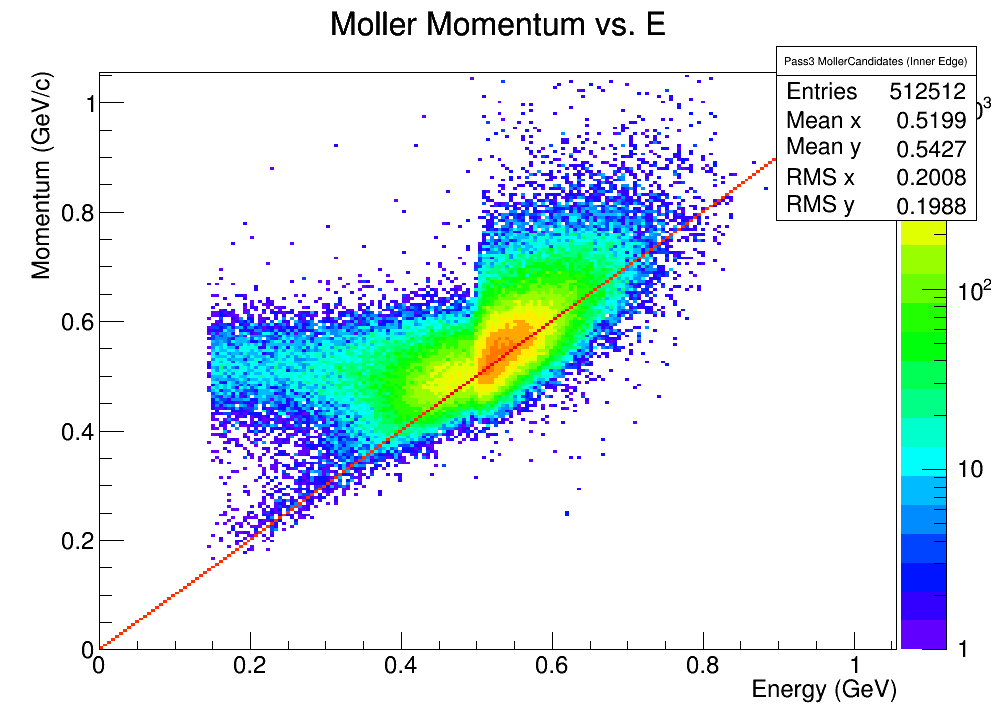 Moller Momentum vs. E
Pass3 MollerCandidates (Inner Edge)
Entries 512512
Mean x 0.5199
Mean y 0.5427
RMS x 0.2008
RMS y 0.1988
Momentum (GeV/c)
1
0.8
0.6
0.4
0.2
0
0 0.2 0.4 0.6 0.8 1
Energy (GeV)
10²
10
1